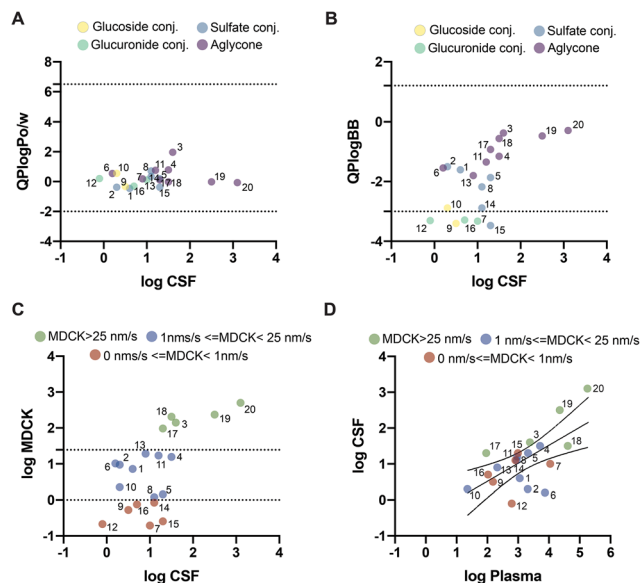 A
Glucoside conj. Sulfate conj.
Glucuronide conj. Aglycone
QPlogPo/w
8
6
4
2
0
-2
-4
-1 0 1 2 3 4
log CSF
12 6 10 2 9 1 16 7 8 11 4 3 14 13 5 17 18 15 19 20
B
Glucoside conj. Sulfate conj.
Glucuronide conj. Aglycone
QPlogBB
2
0
-2
-4
-1 0 1 2 3 4
log CSF
3 17 18 19 20 11 4 2 1 6 13 5 8 10 14 12 9 16 7 15
C
MDCK>25 nm/s 1nms/s <=MDCK< 25 nm/s
0 nms/s <=MDCK< 1nm/s
log MDCK
4
3
2
1
0
-1
-1 0 1 2 3 4
log CSF
18 3 17 19 20 13 11 4 6 3 1 10 8 5 9 16 14 12 7 15
D
MDCK>25 nm/s 1 nm/s<=MDCK< 25 nm/s
0 nm/s<=MDCK< 1nm/s
log CSF
4
3
2
1
0
-1
1 2 3 4 5 6
log Plasma
20 19 3 18 17 15 11 4 8 5 7 13 14 16 9 1 10 2 6 12